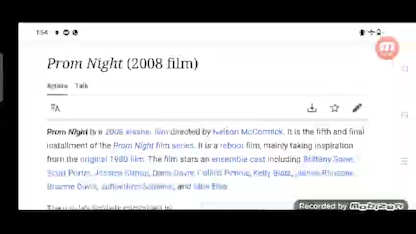 1:54
Prom Night (2008 film)
Article Talk
Prom Night is a 2008 slasher film directed by Nelson McCormick. It is the fifth and final
installment of the Prom Night film series. It is a reboot film, mainly taking inspiration
from the original 1980 film. The film stars an ensemble cast including Brittany Snow,
Scott Porter, Jessica Stroup, Dana Davis, Collins Pennie, Kelly Blatz, James Ransone,
Brianne Davis, Johnathon Schaech, and Idris Elba.
Recorded by